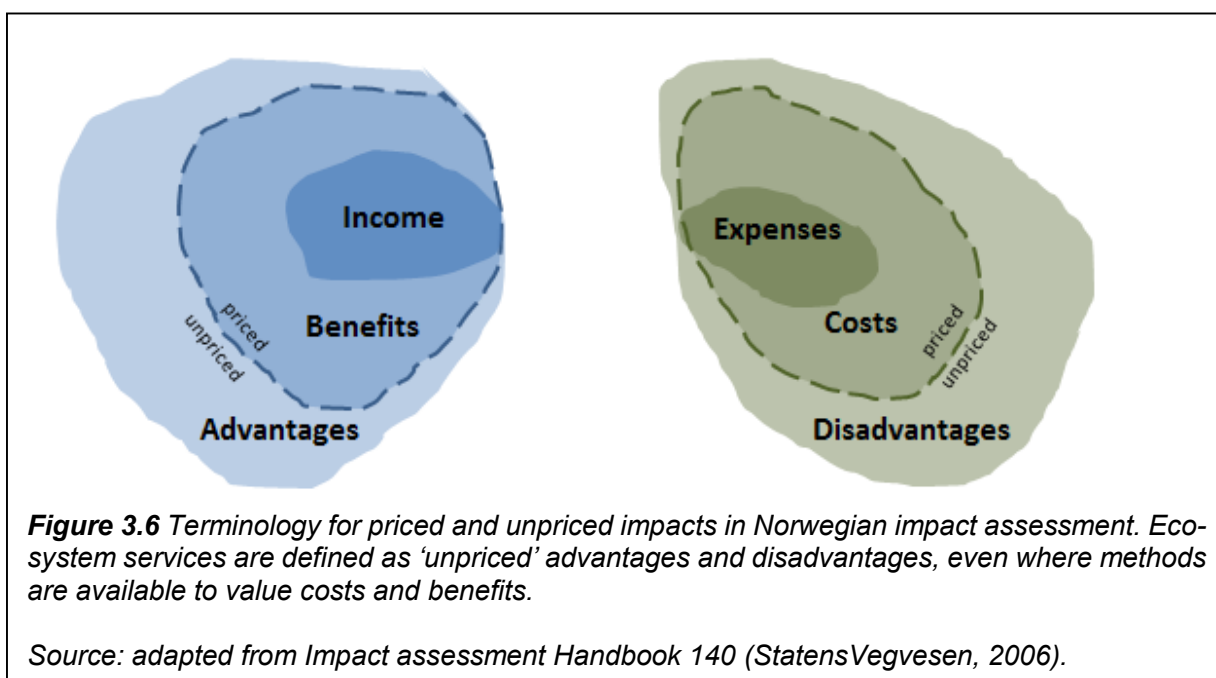 Income
Benefits
priced
unpriced
Advantages
Expenses
Costs
priced
unpriced
Disadvantages
Figure 3.6 Terminology for priced and unpriced impacts in Norwegian impact assessment. Eco-
system services are defined as ‘unpriced’ advantages and disadvantages, even where methods
are available to value costs and benefits.
Source: adapted from Impact assessment Handbook 140 (StatensVegvesen, 2006).